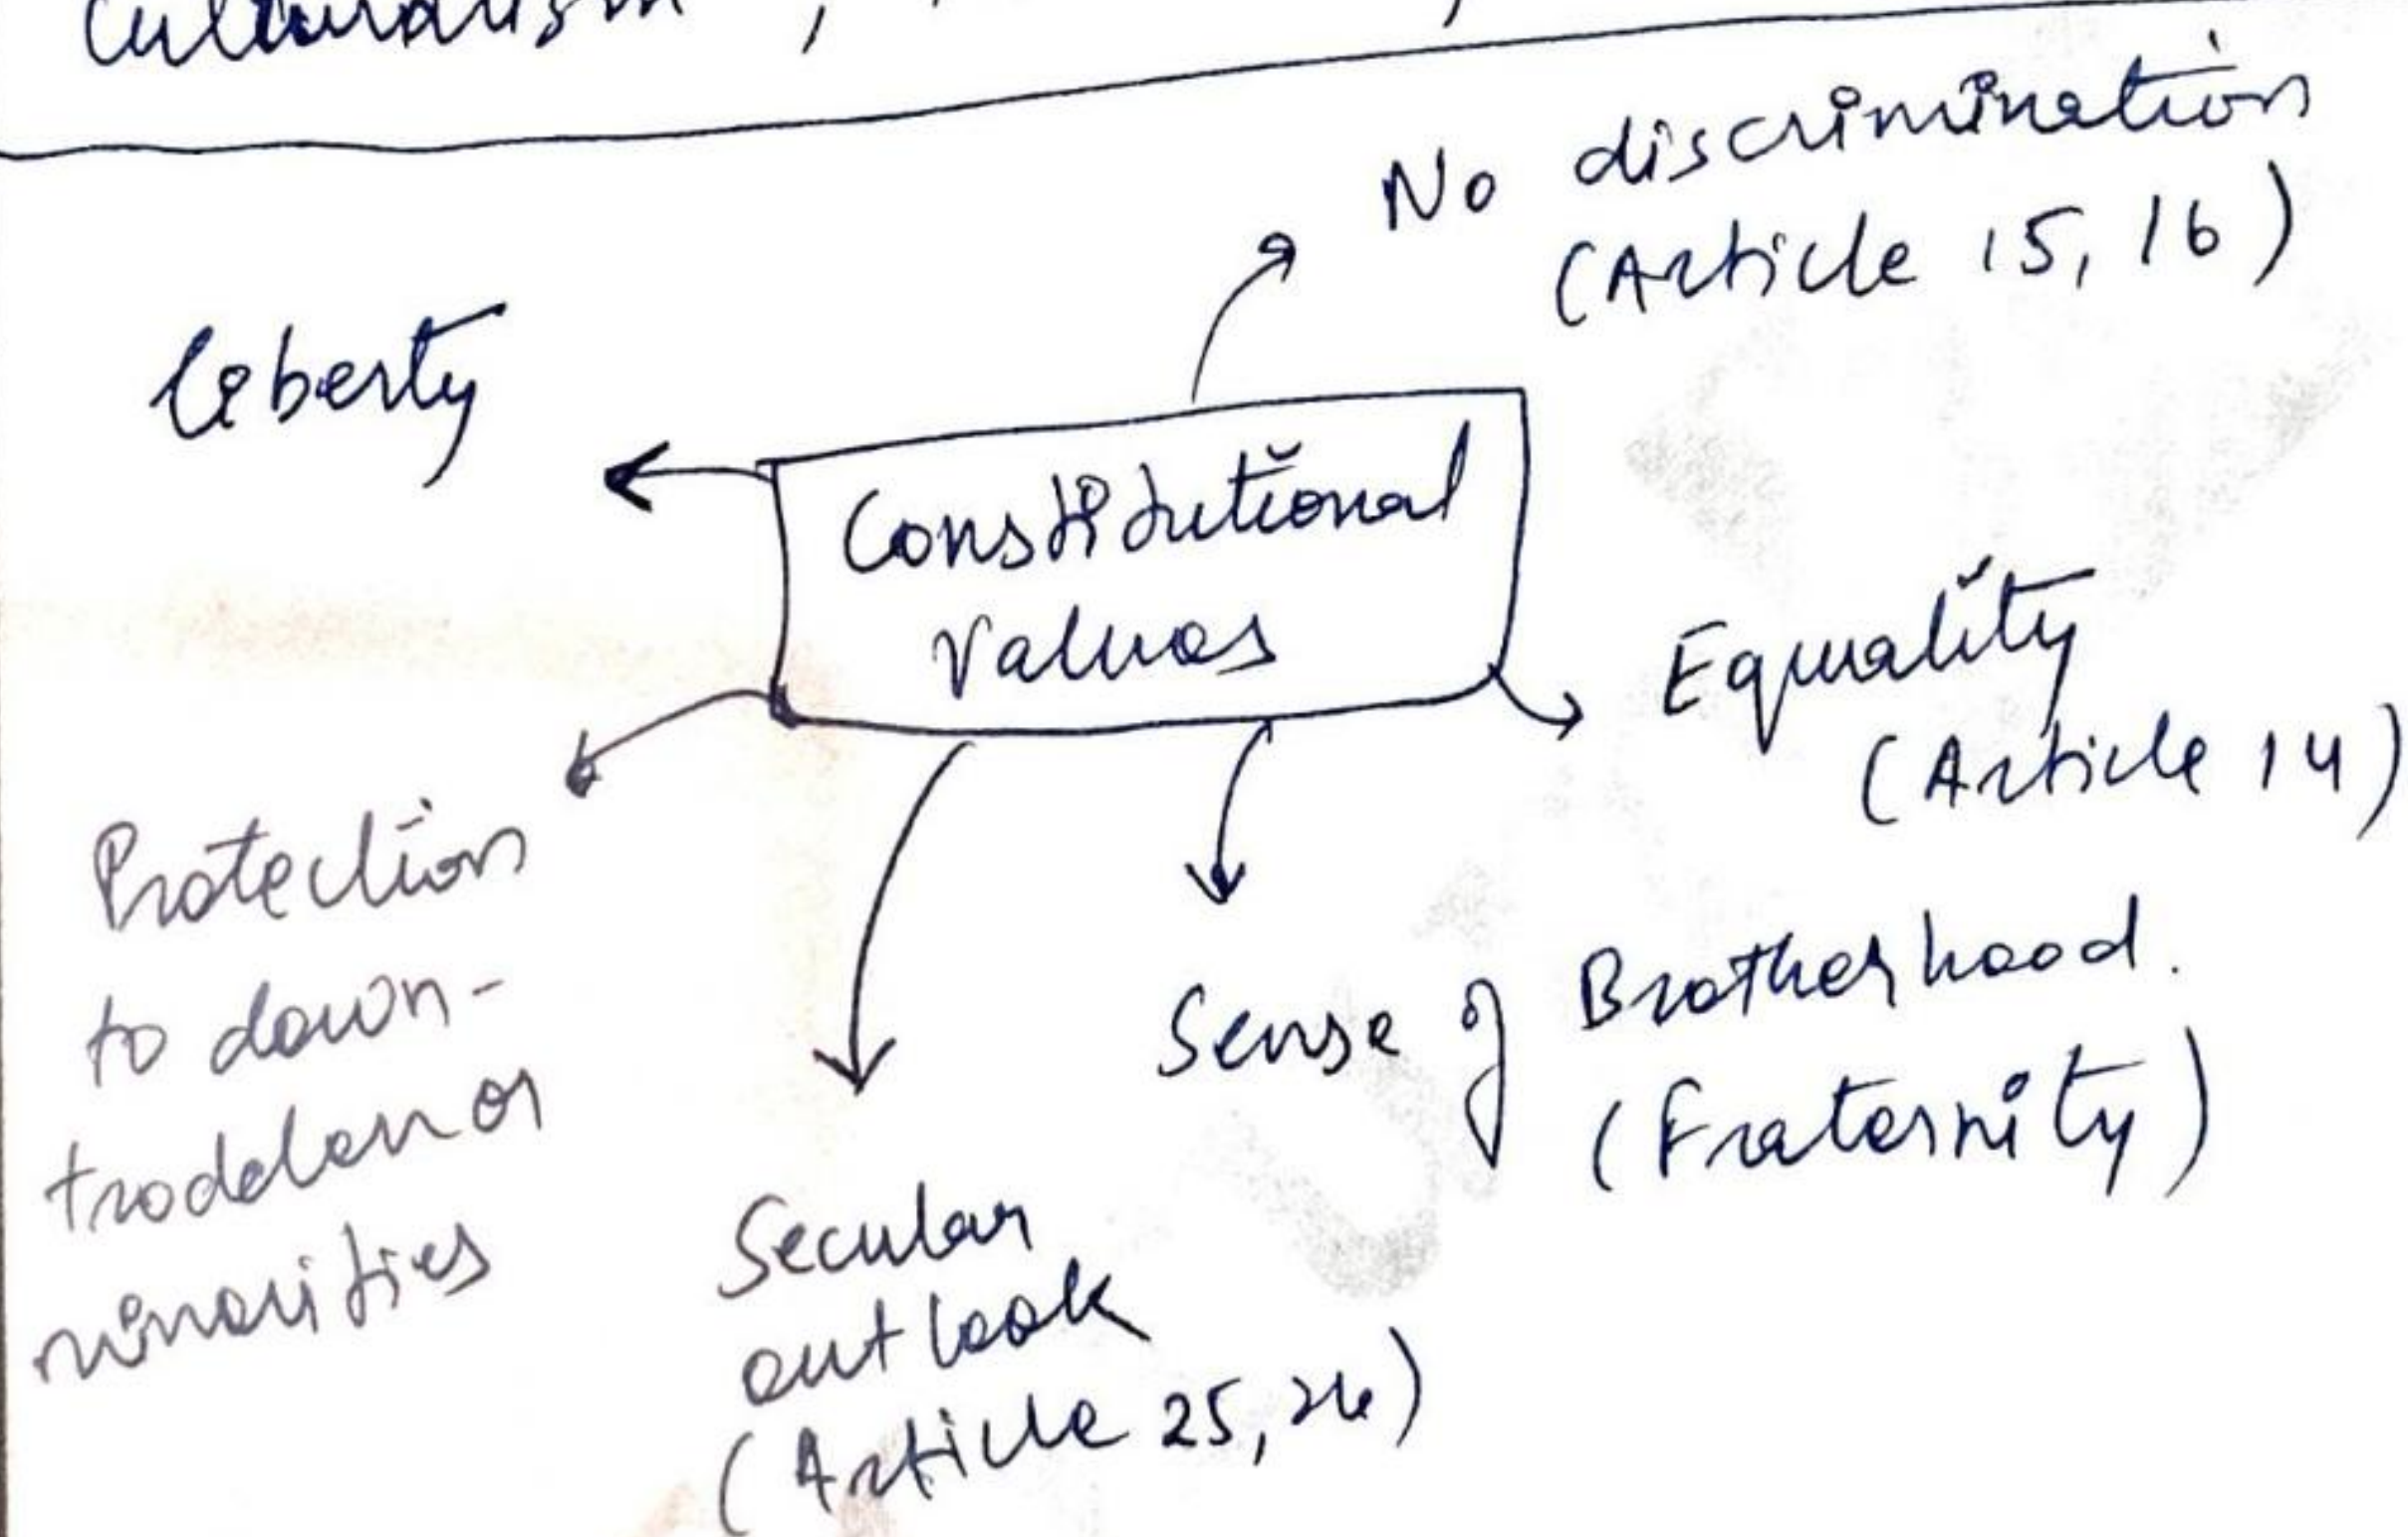 Culturalism ,
No discrimination
(Article 15, 16)
liberty
Constitutional
Values
Equality
(Article 14)
Protection
to down-
trodden or
minorities
Sense of Brotherhood.
(Fraternity)
Secular
outlook
(Article 25, 26)